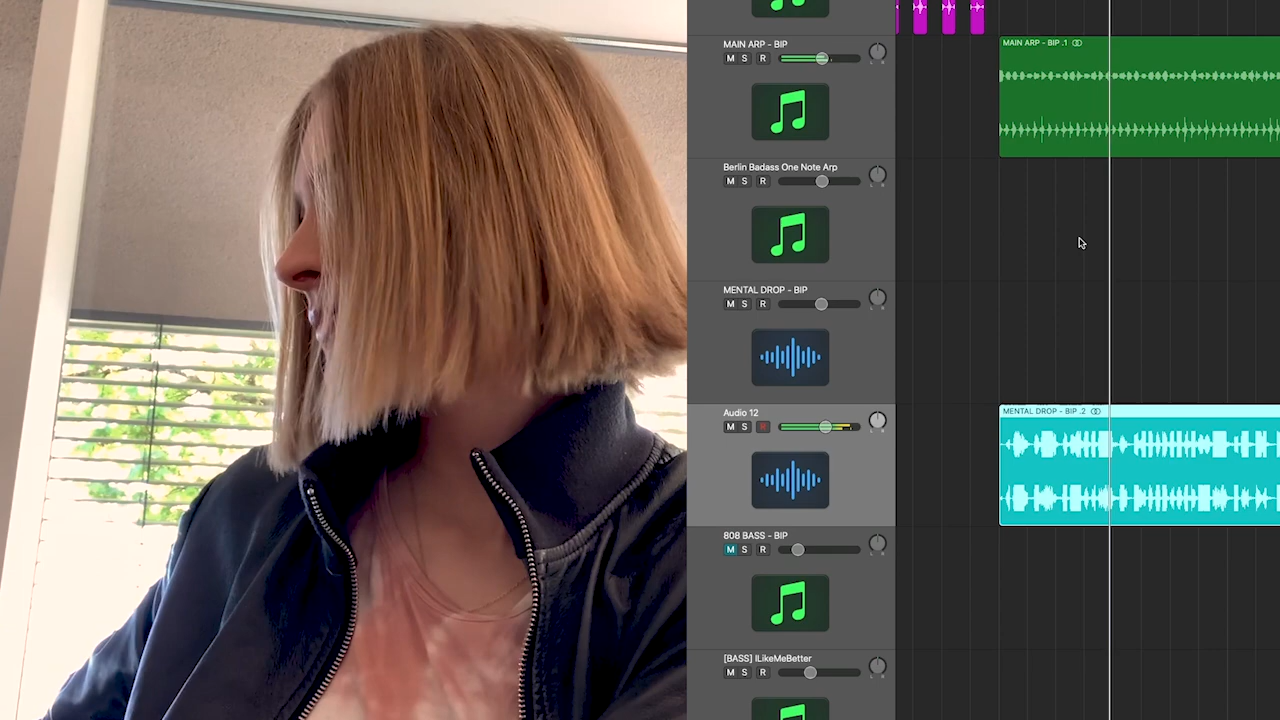 MAIN ARP - BIP
M S R
L R
MAIN ARP - BIP .1
Berlin Badass One Note Arp
M S R
L R
MENTAL DROP - BIP
M S R
L R
Audio 12
M S R
L R
MENTAL DROP - BIP .2
808 BASS - BIP
M S R
L R
[BASS] ILikeMeBetter
M S R
L R